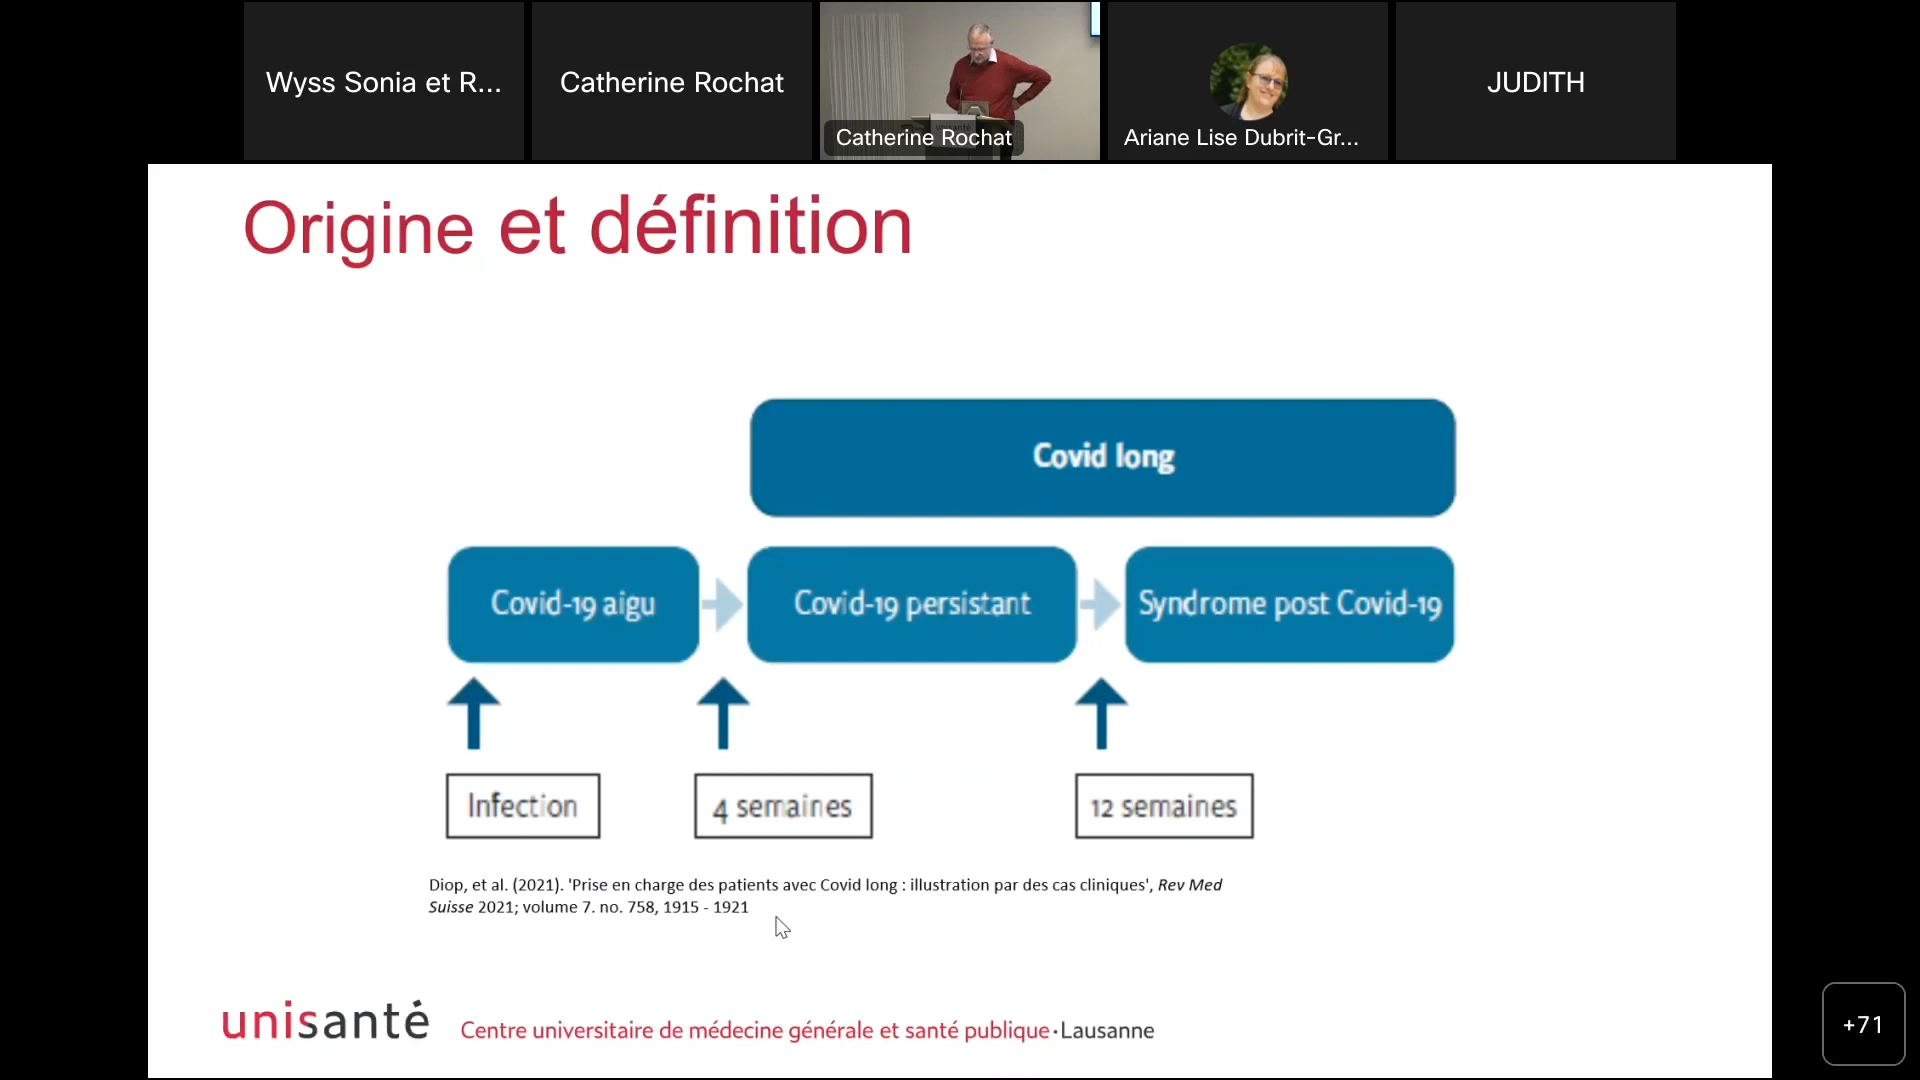 Wyss Sonia et R...
Catherine Rochat
Catherine Rochat
Ariane Lise Dubrit-Gr...
JUDITH
Origine et définition
Covid long
Covid-19 aigu
Covid-19 persistant
Syndrome post Covid-19
Infection
4 semaines
12 semaines
Diop, et al. (2021). 'Prise en charge des patients avec Covid long : illustration par des cas cliniques', Rev Med
Suisse 2021; volume 7. no. 758, 1915 - 1921
unisanté
Centre universitaire de médecine générale et santé publique·Lausanne
+71